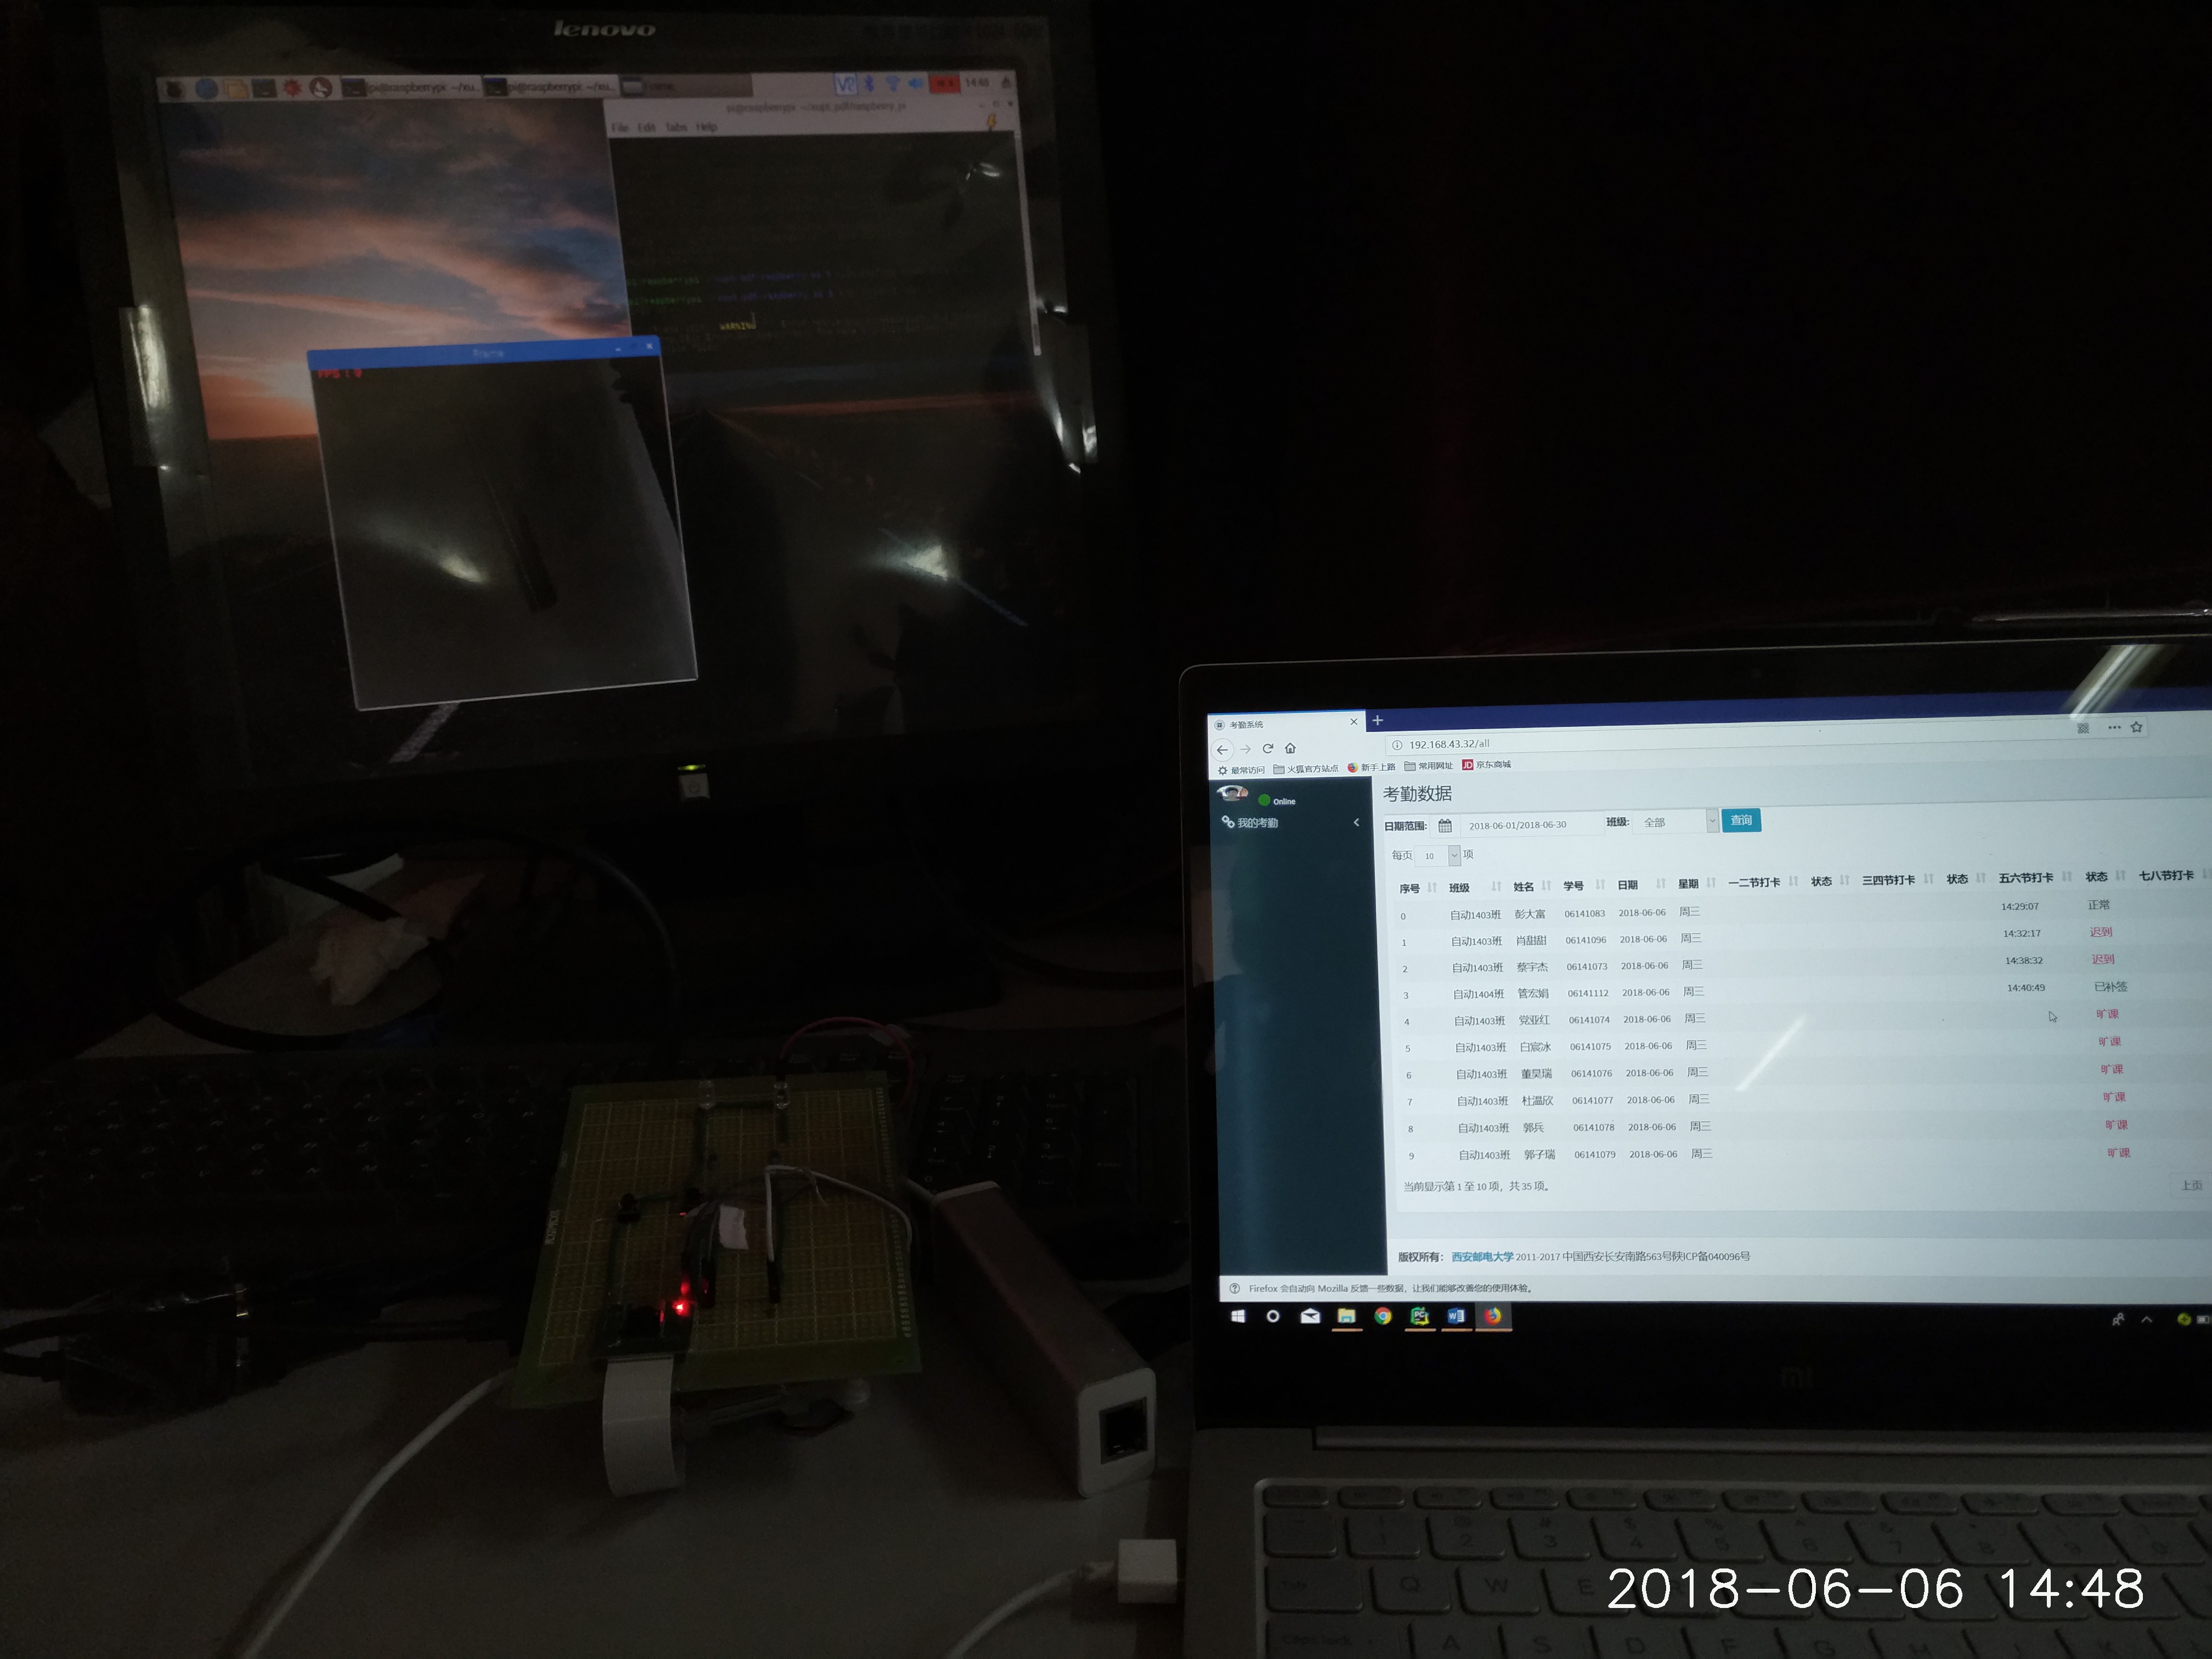 lenovo
14:48
File Edit Tabs Help
WARNING
Frame
FPS : 0
考勤系统
192.168.43.32/all
最常访问 火狐官方站点 新手上路 常用网址 京东商城
Online
我的考勤
考勤数据
日期范围: 2018-06-01/2018-06-30 班级: 全部 查询
每页 10 项
序号 班级 姓名 学号 日期 星期 一二节打卡 状态 三四节打卡 状态 五六节打卡 状态 七八节打卡
0 自动1403班 彭大富 06141083 2018-06-06 周三 14:29:07 正常
1 自动1403班 肖甜甜 06141096 2018-06-06 周三 14:32:17 迟到
2 自动1403班 蔡宇杰 06141073 2018-06-06 周三 14:38:32 迟到
3 自动1404班 管宏娟 06141112 2018-06-06 周三 14:40:49 已补签
4 自动1403班 党亚红 06141074 2018-06-06 周三 旷课
5 自动1403班 白宸冰 06141075 2018-06-06 周三 旷课
6 自动1403班 董昊瑞 06141076 2018-06-06 周三 旷课
7 自动1403班 杜温欣 06141077 2018-06-06 周三 旷课
8 自动1403班 郭兵 06141078 2018-06-06 周三 旷课
9 自动1403班 郭子瑞 06141079 2018-06-06 周三 旷课
当前显示第 1 至 10 项，共 35 项。
上页
版权所有： 西安邮电大学 2011-2017 中国西安长安南路563号陕ICP备040096号
Firefox 会自动向 Mozilla 反馈一些数据，让我们能够改善您的使用体验。
mi
2018-06-06 14:48